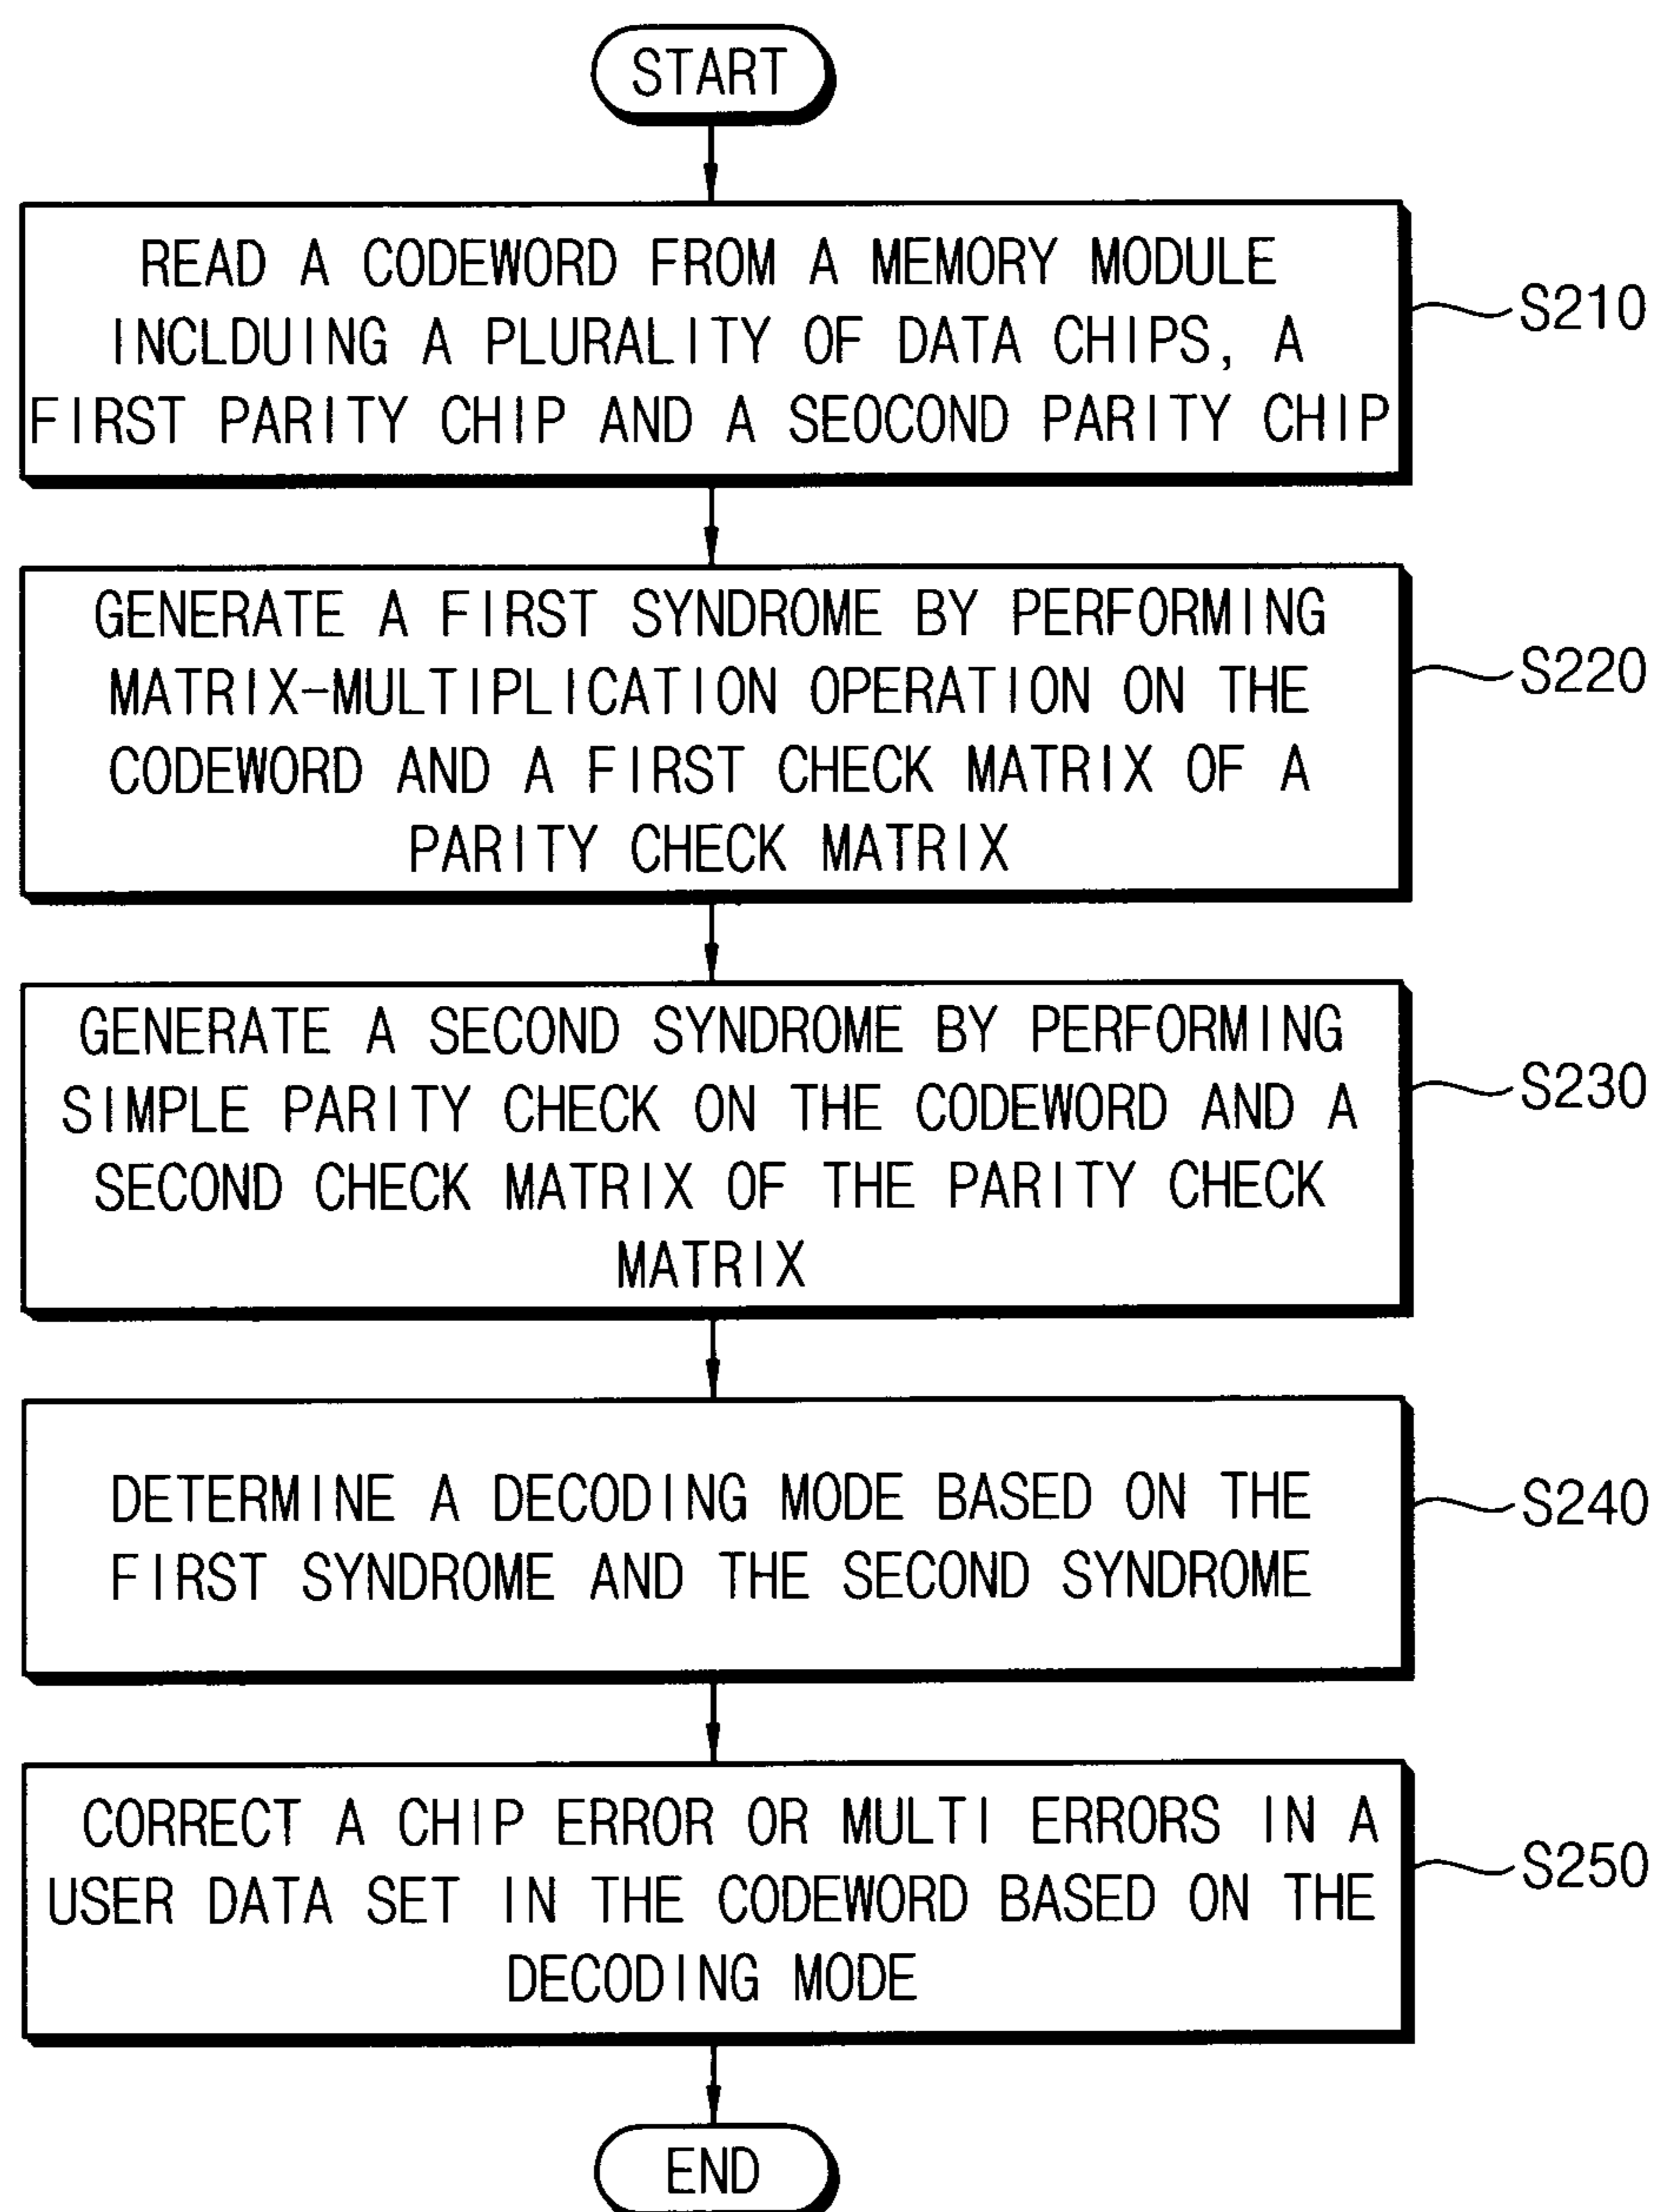 START
READ A CODEWORD FROM A MEMORY MODULE
INCLDUING A PLURALITY OF DATA CHIPS, A
FIRST PARITY CHIP AND A SEOCOND PARITY CHIP
S210
GENERATE A FIRST SYNDROME BY PERFORMING
MATRIX-MULTIPLICATION OPERATION ON THE
CODEWORD AND A FIRST CHECK MATRIX OF A
PARITY CHECK MATRIX
S220
GENERATE A SECOND SYNDROME BY PERFORMING
SIMPLE PARITY CHECK ON THE CODEWORD AND A
SECOND CHECK MATRIX OF THE PARITY CHECK
MATRIX
S230
DETERMINE A DECODING MODE BASED ON THE
FIRST SYNDROME AND THE SECOND SYNDROME
S240
CORRECT A CHIP ERROR OR MULTI ERRORS IN A
USER DATA SET IN THE CODEWORD BASED ON THE
DECODING MODE
S250
END